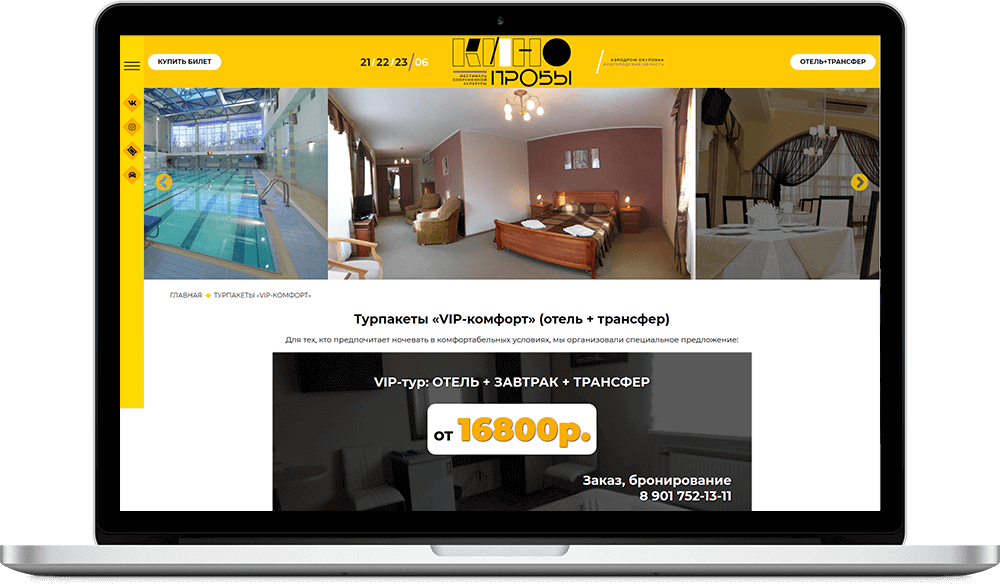 КУПИТЬ БИЛЕТ
21/22/23/06
КИНО
ПРОБЫ
ФЕСТИВАЛЬ
СОВРЕМЕННОЙ
КУЛЬТУРЫ
АЭРОДРОМ ОКУЛОВКА
НОВГОРОДСКАЯ ОБЛАСТЬ
ОТЕЛЬ+ТРАНСФЕР
ГЛАВНАЯ ТУРПАКЕТЫ «VIP-КОМФОРТ»
Турпакеты «VIP-комфорт» (отель + трансфер)
Для тех, кто предпочитает ночевать в комфортабельных условиях, мы организовали специальное предложение:
VIP-тур: ОТЕЛЬ + ЗАВТРАК + ТРАНСФЕР
от 16800р.
Заказ, бронирование
8 901 752-13-11